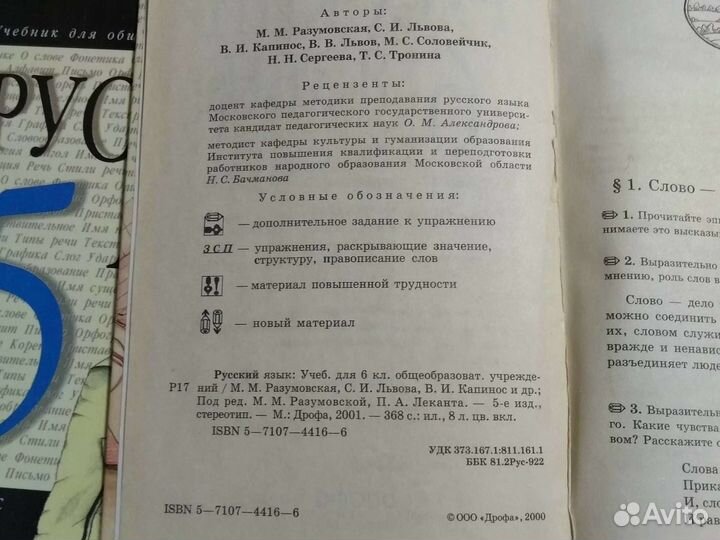 Учебник для общ
РУС
5
Авторы:
М. М. Разумовская, С. И. Львова,
В. И. Капинос, В. В. Львов, М. С. Соловейчик,
Н. Н. Сергеева, Т. С. Тронина
Рецензенты:
доцент кафедры методики преподавания русского языка
Московского педагогического государственного универси-
тета кандидат педагогических наук О. М. Александрова;
методист кафедры культуры и гуманизации образования
Института повышения квалификации и переподготовки
работников народного образования Московской области
Н. С. Бачманова
Условные обозначения:
— дополнительное задание к упражнению
ЗСП — упражнения, раскрывающие значение,
структуру, правописание слов
— материал повышенной трудности
— новый материал
Русский язык: Учеб. для 6 кл. общеобразоват. учрежде-
Р17 ний / М. М. Разумовская, С. И. Львова, В. И. Капинос и др.;
Под ред. М. М. Разумовской, П. А. Леканта. — 5-е изд.,
стереотип. — М.: Дрофа, 2001. — 368 с.: ил., 8 л. цв. вкл.
ISBN 5—7107—4416—6
УДК 373.167.1:811.161.1
ББК 81.2Рус-922
ISBN 5—7107—4416—6
© ООО «Дрофа», 2000
§ 1. Слово —
1. Прочитайте эп
нимаете это высказы
2. Выразительно
мнению, роль слов в
Слово — дело
можно соединить
их, словом служи
вражде и ненавис
разъединяет люде
3. Выразительн
го. Какие чувства
вом? Расскажите о
Слова
Прика
И, сло
Avito